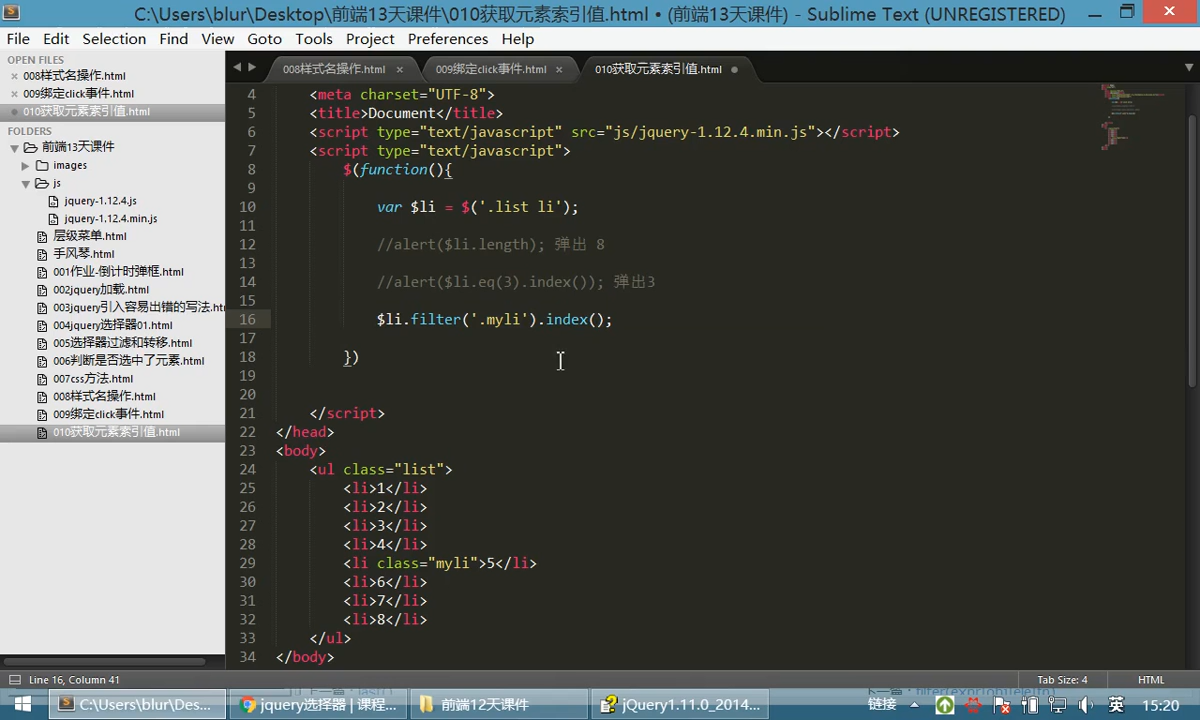 C:\Users\blur\Desktop\前端13天课件\010获取元素索引值.html • (前端13天课件) - Sublime Text (UNREGISTERED)
File Edit Selection Find View Goto Tools Project Preferences Help
OPEN FILES
008样式名操作.html
009绑定click事件.html
010获取元素索引值.html
FOLDERS
前端13天课件
images
js
jquery-1.12.4.js
jquery-1.12.4.min.js
层级菜单.html
手风琴.html
001作业-倒计时弹框.html
002jquery加载.html
003jquery引入容易出错的写法.htr
004jquery选择器01.html
005选择器过滤和转移.html
006判断是否选中了元素.html
007css方法.html
008样式名操作.html
009绑定click事件.html
010获取元素索引值.html
008样式名操作.html × 009绑定click事件.html × 010获取元素索引值.html
4 <meta charset="UTF-8">
5 <title>Document</title>
6 <script type="text/javascript" src="js/jquery-1.12.4.min.js"></script>
7 <script type="text/javascript">
8 $(function(){
9
10 var $li = $('.list li');
11
12 //alert($li.length); 弹出 8
13
14 //alert($li.eq(3).index()); 弹出3
15
16 $li.filter('.myli').index();
17
18 })
19
20
21 </script>
22 </head>
23 <body>
24 <ul class="list">
25 <li>1</li>
26 <li>2</li>
27 <li>3</li>
28 <li>4</li>
29 <li class="myli">5</li>
30 <li>6</li>
31 <li>7</li>
32 <li>8</li>
33 </ul>
34 </body>
Line 16, Column 41 Tab Size: 4 HTML
C:\Users\blur\Des... jquery选择器 | 课程... 前端12天课件 jQuery1.11.0_2014... 链接 英 15:20